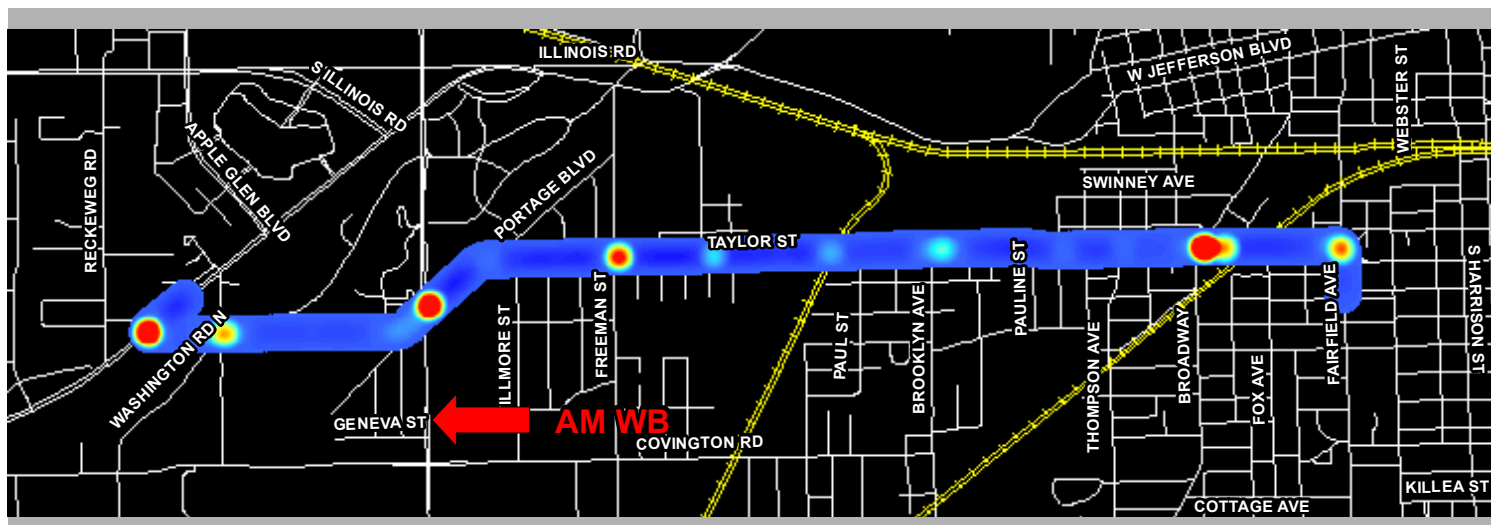 ILLINOIS RD
W JEFFERSON BLVD
WEBSTER ST
S ILLINOIS RD
APPLE GLEN BLVD
RECKEWEG RD
PORTAGE BLVD
SWINNEY AVE
TAYLOR ST
PAULINE ST
FREEMAN ST
FAIRFIELD AVE
S HARRISON ST
WASHINGTON RD N
ILLMORE ST
PAUL ST
BROOKLYN AVE
THOMPSON AVE
BROADWAY
FOX AVE
GENEVA ST
AM WB
COVINGTON RD
KILLEA ST
COTTAGE AVE